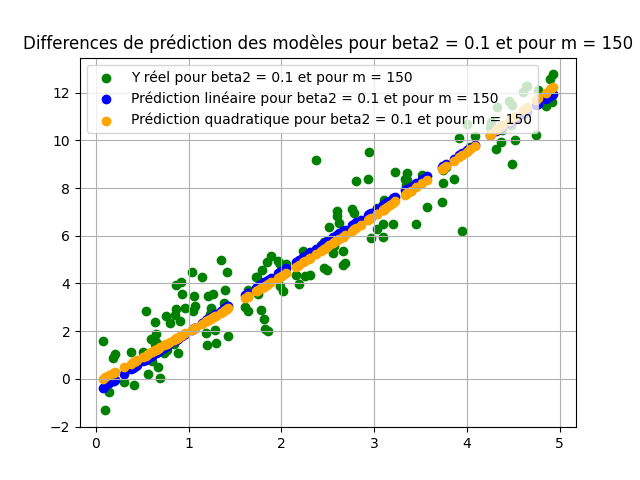 Differences de prédiction des modèles pour beta2 = 0.1 et pour m = 150
Y réel pour beta2 = 0.1 et pour m = 150
Prédiction linéaire pour beta2 = 0.1 et pour m = 150
Prédiction quadratique pour beta2 = 0.1 et pour m = 150
12
10
8
6
4
2
0
−2
0 1 2 3 4 5